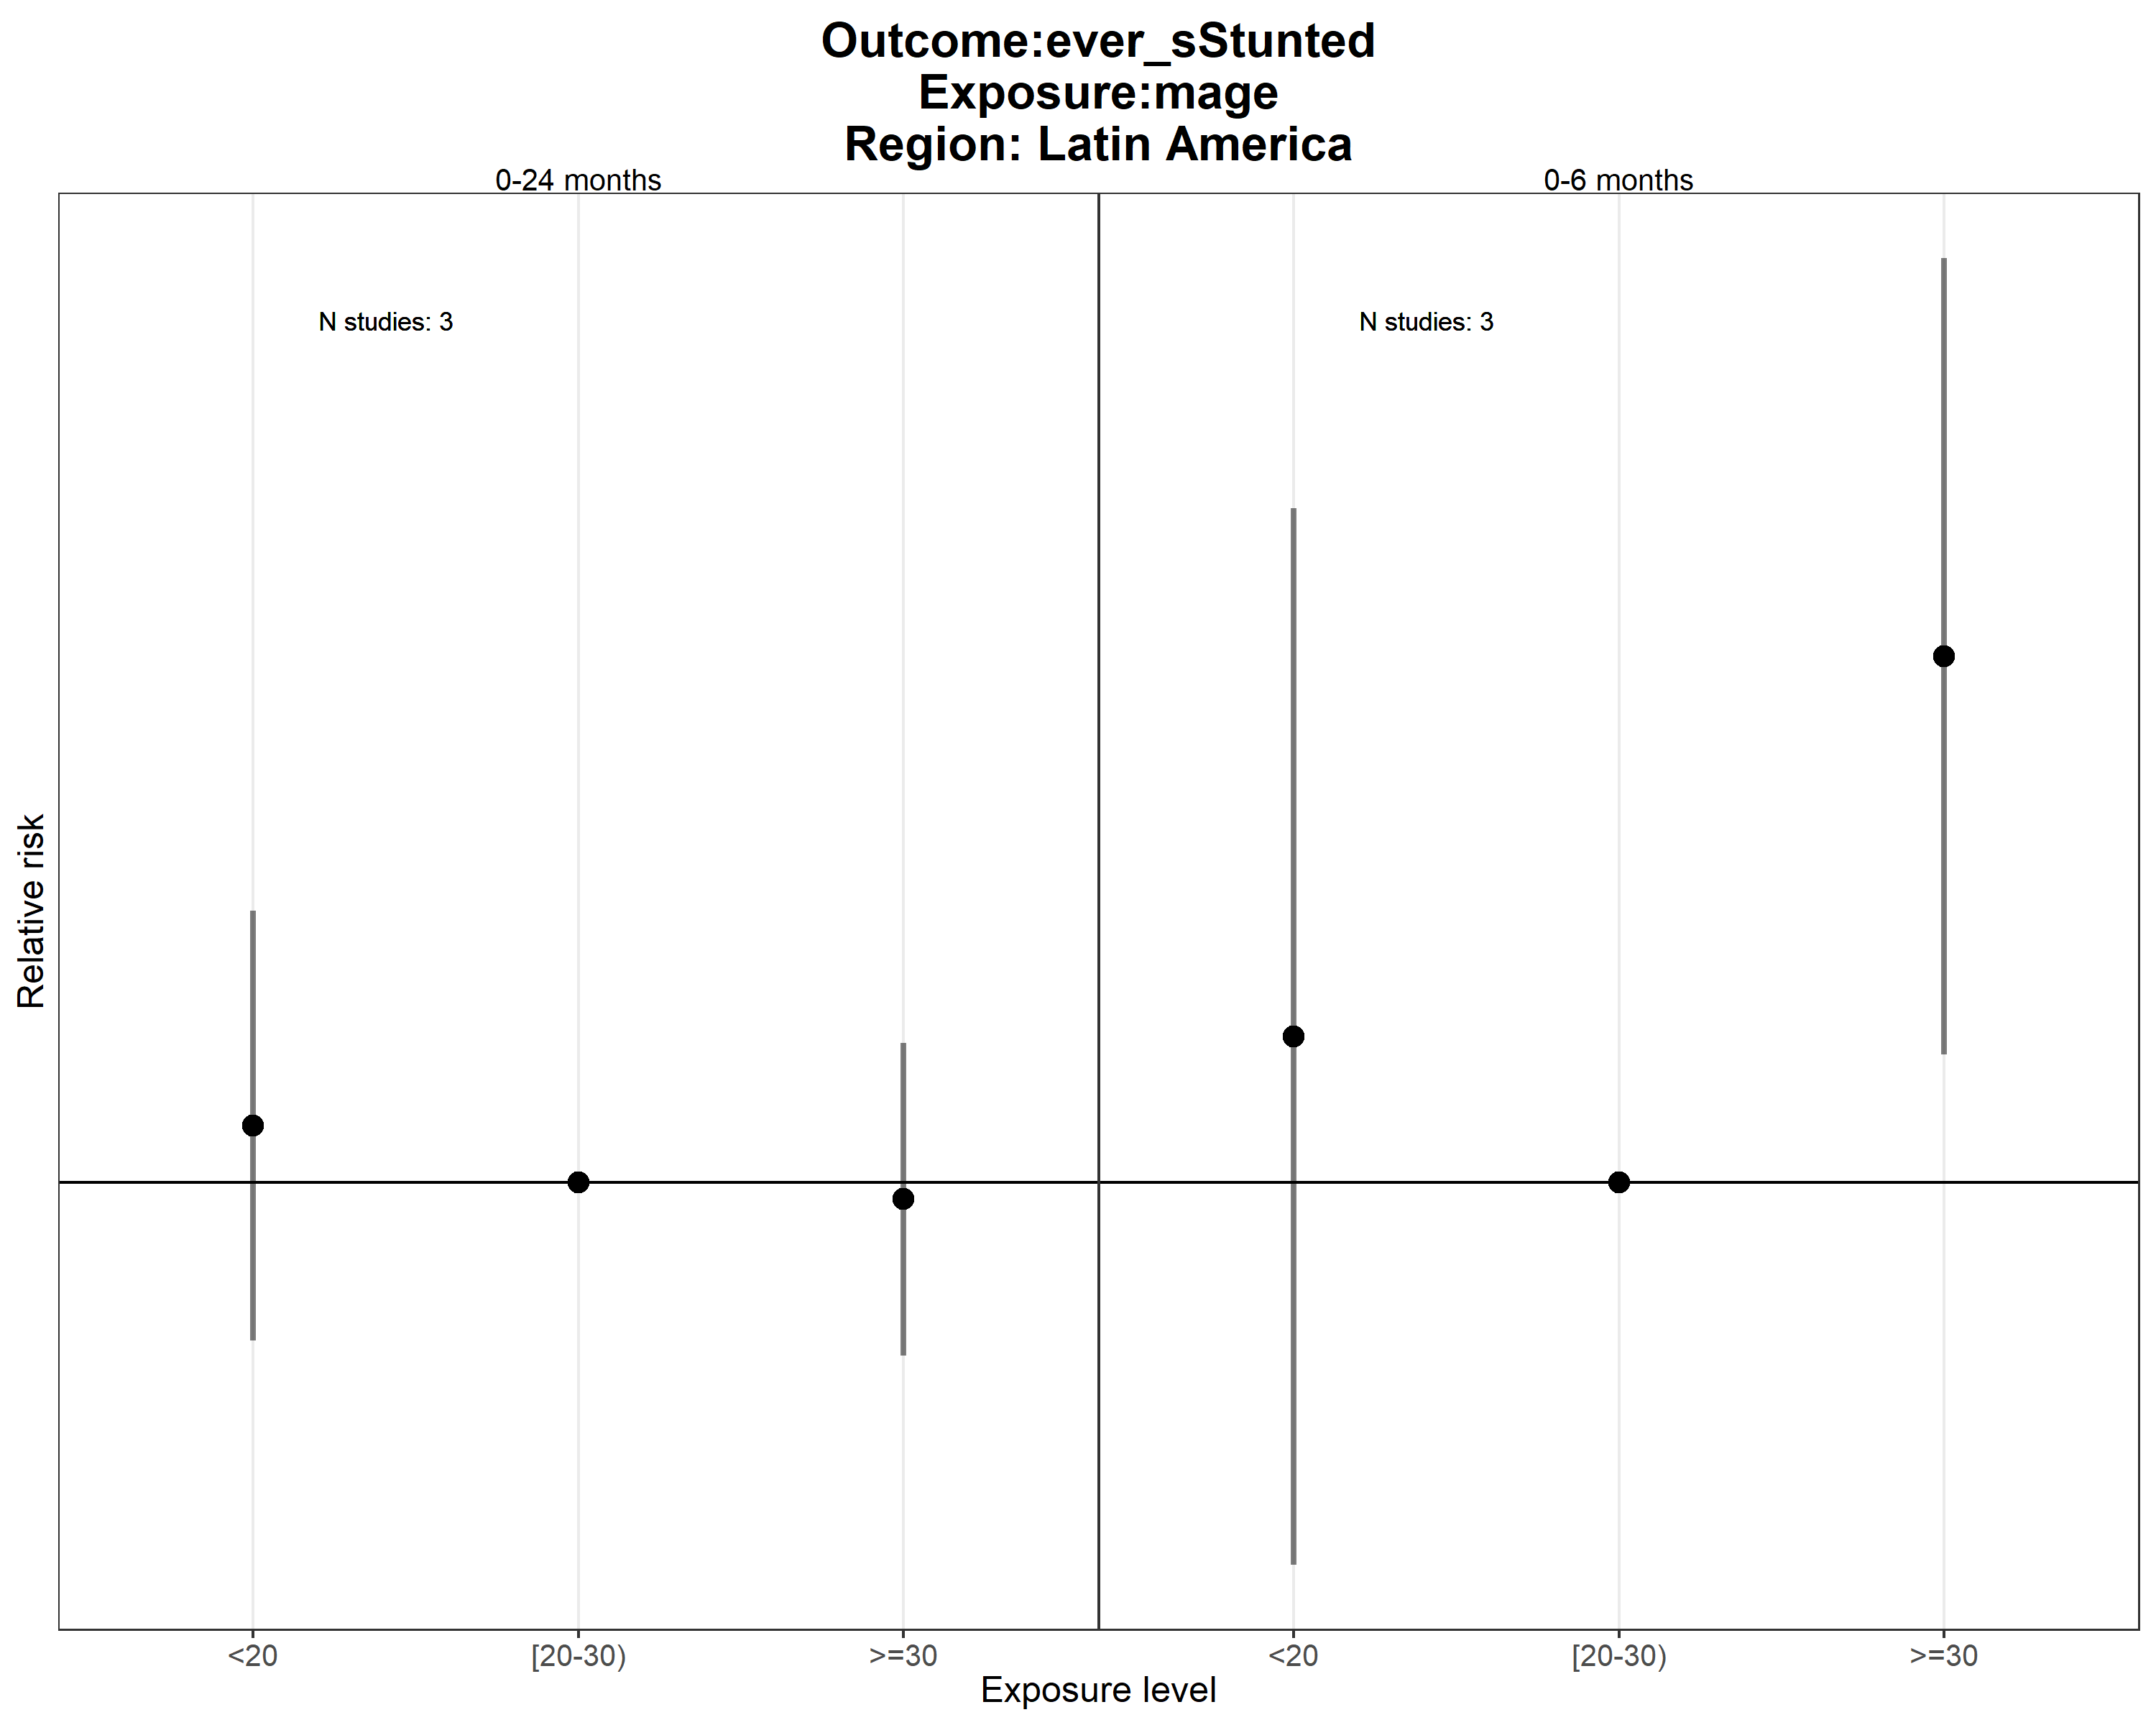 Outcome:ever_sStunted
Exposure:mage
Region: Latin America
0-24 months
0-6 months
N studies: 3
N studies: 3
Relative risk
<20
[20-30)
>=30
<20
[20-30)
>=30
Exposure level